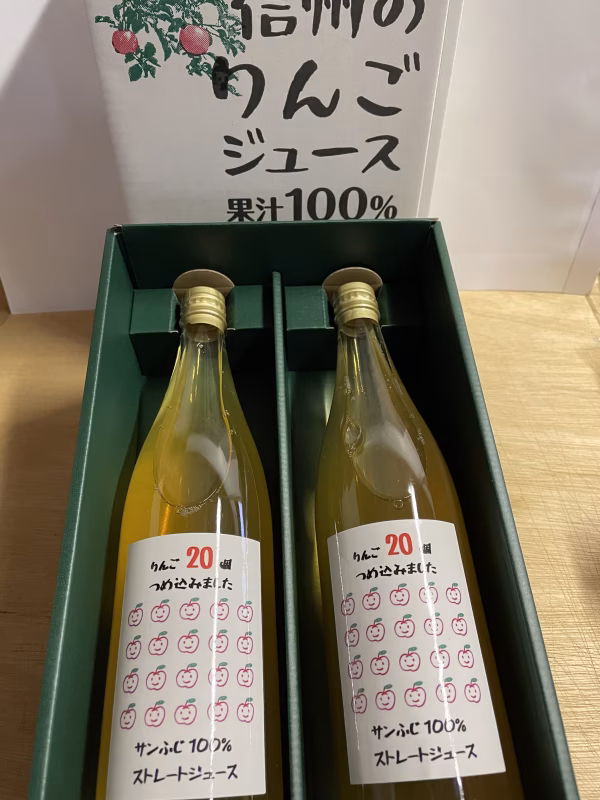 信州の
りんご
ジュース
果汁100%
りんご20個
つめ込みました
サンふじ100%
ストレートジュース
りんご20個
つめ込みました
サンふじ100%
ストレートジュース